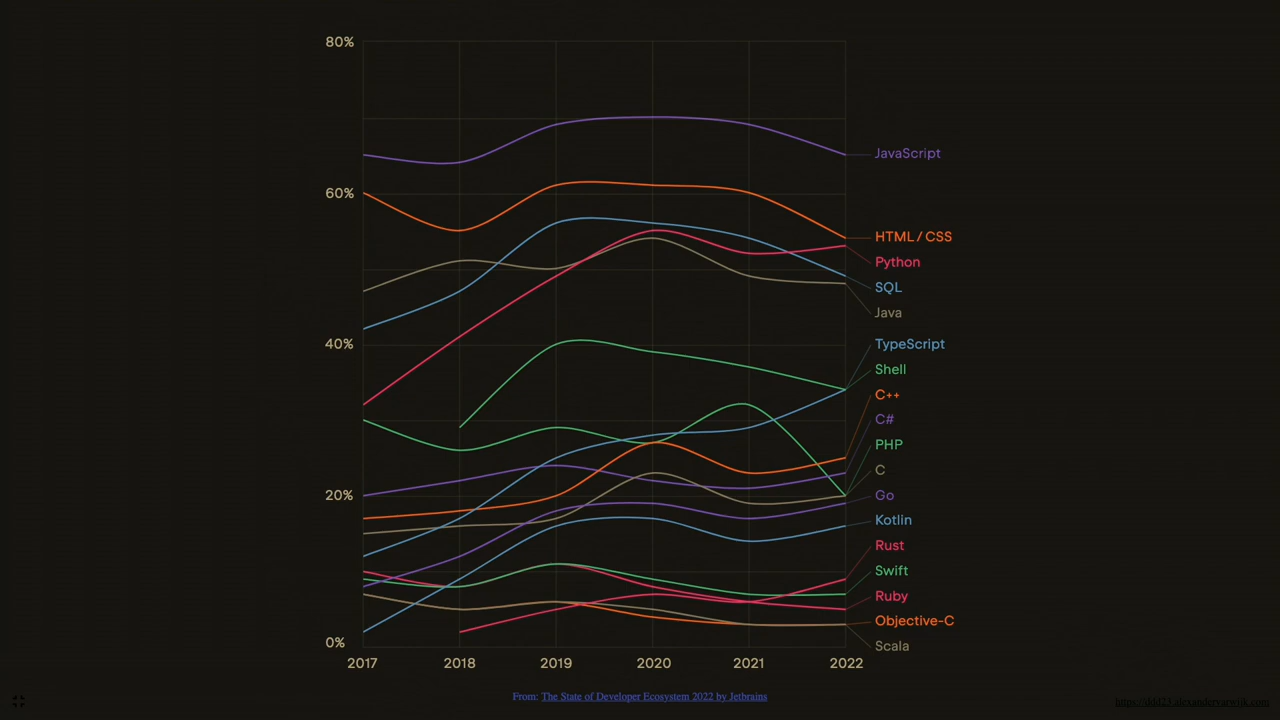 80%
60%
40%
20%
0%
2017 2018 2019 2020 2021 2022
JavaScript
HTML / CSS
Python
SQL
Java
TypeScript
Shell
C++
C#
PHP
C
Go
Kotlin
Rust
Swift
Ruby
Objective-C
Scala
From: The State of Developer Ecosystem 2022 by Jetbrains